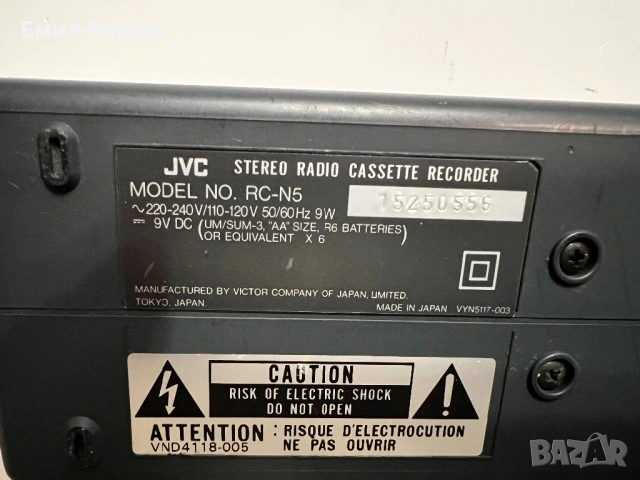 JVC STEREO RADIO CASSETTE RECORDER
MODEL NO. RC-N5
15250556
~220-240V/110-120V 50/60Hz 9W
⎓ 9V DC (UM/SUM-3, "AA" SIZE, R6 BATTERIES)
(OR EQUIVALENT X 6)
MANUFACTURED BY VICTOR COMPANY OF JAPAN, LIMITED.
TOKYO, JAPAN. MADE IN JAPAN VYN5117-003
CAUTION
RISK OF ELECTRIC SHOCK
DO NOT OPEN
ATTENTION : RISQUE D'ELECTROCUTION
NE PAS OUVRIR
VND4118-005
BAZAR